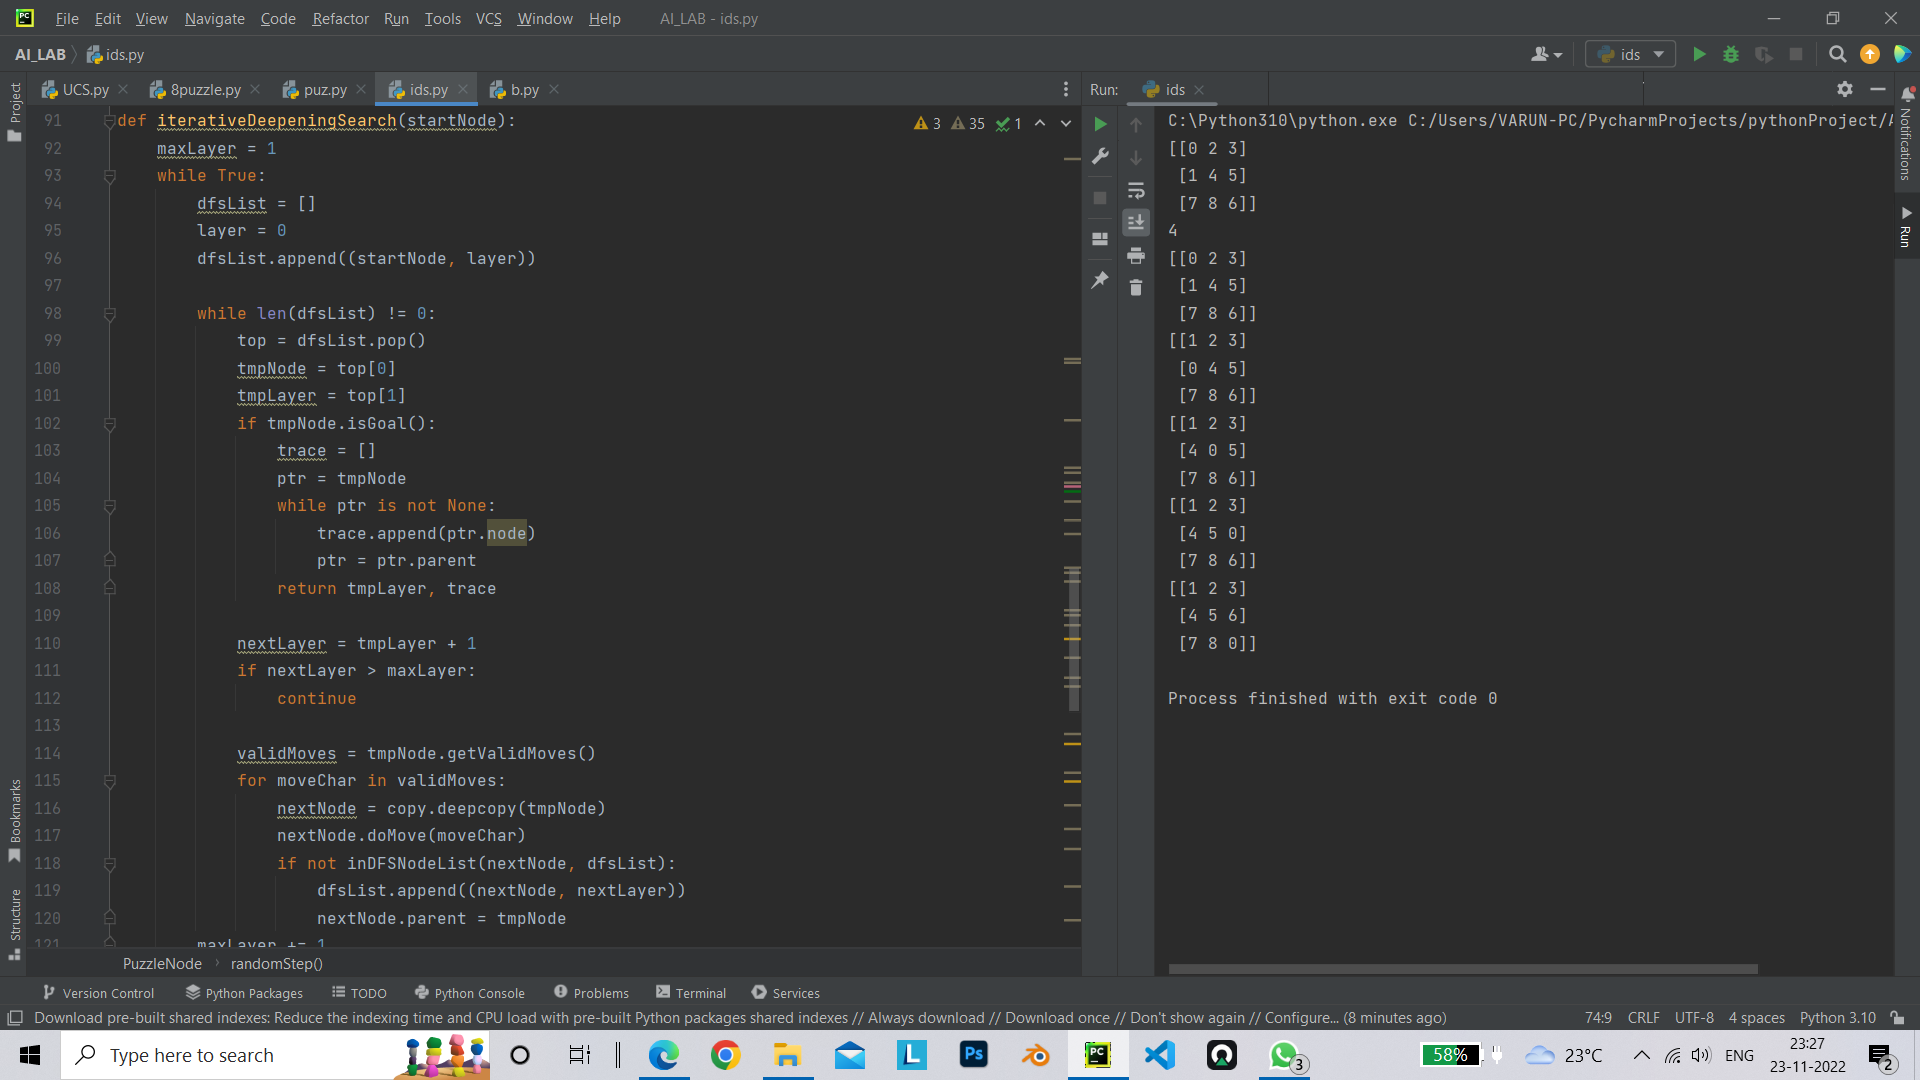 File Edit View Navigate Code Refactor Run Tools VCS Window Help AI_LAB - ids.py
AI_LAB ids.py ids
UCS.py 8puzzle.py puz.py ids.py b.py
Project
Bookmarks
Structure
3 35 1
91 def iterativeDeepeningSearch(startNode):
92 maxLayer = 1
93 while True:
94 dfsList = []
95 layer = 0
96 dfsList.append((startNode, layer))
97
98 while len(dfsList) != 0:
99 top = dfsList.pop()
100 tmpNode = top[0]
101 tmpLayer = top[1]
102 if tmpNode.isGoal():
103 trace = []
104 ptr = tmpNode
105 while ptr is not None:
106 trace.append(ptr.node)
107 ptr = ptr.parent
108 return tmpLayer, trace
109
110 nextLayer = tmpLayer + 1
111 if nextLayer > maxLayer:
112 continue
113
114 validMoves = tmpNode.getValidMoves()
115 for moveChar in validMoves:
116 nextNode = copy.deepcopy(tmpNode)
117 nextNode.doMove(moveChar)
118 if not inDFSNodeList(nextNode, dfsList):
119 dfsList.append((nextNode, nextLayer))
120 nextNode.parent = tmpNode
121 maxLayer += 1
PuzzleNode randomStep()
Run: ids
C:\Python310\python.exe C:/Users/VARUN-PC/PycharmProjects/pythonProject/A
[[0 2 3]
[1 4 5]
[7 8 6]]
4
[[0 2 3]
[1 4 5]
[7 8 6]]
[[1 2 3]
[0 4 5]
[7 8 6]]
[[1 2 3]
[4 0 5]
[7 8 6]]
[[1 2 3]
[4 5 0]
[7 8 6]]
[[1 2 3]
[4 5 6]
[7 8 0]]
Process finished with exit code 0
Notifications
Run
Version Control Python Packages TODO Python Console Problems Terminal Services
Download pre-built shared indexes: Reduce the indexing time and CPU load with pre-built Python packages shared indexes // Always download // Download once // Don't show again // Configure... (8 minutes ago) 74:9 CRLF UTF-8 4 spaces Python 3.10
Type here to search L Ps PC 3 58% 23°C ENG 23:27
23-11-2022 2